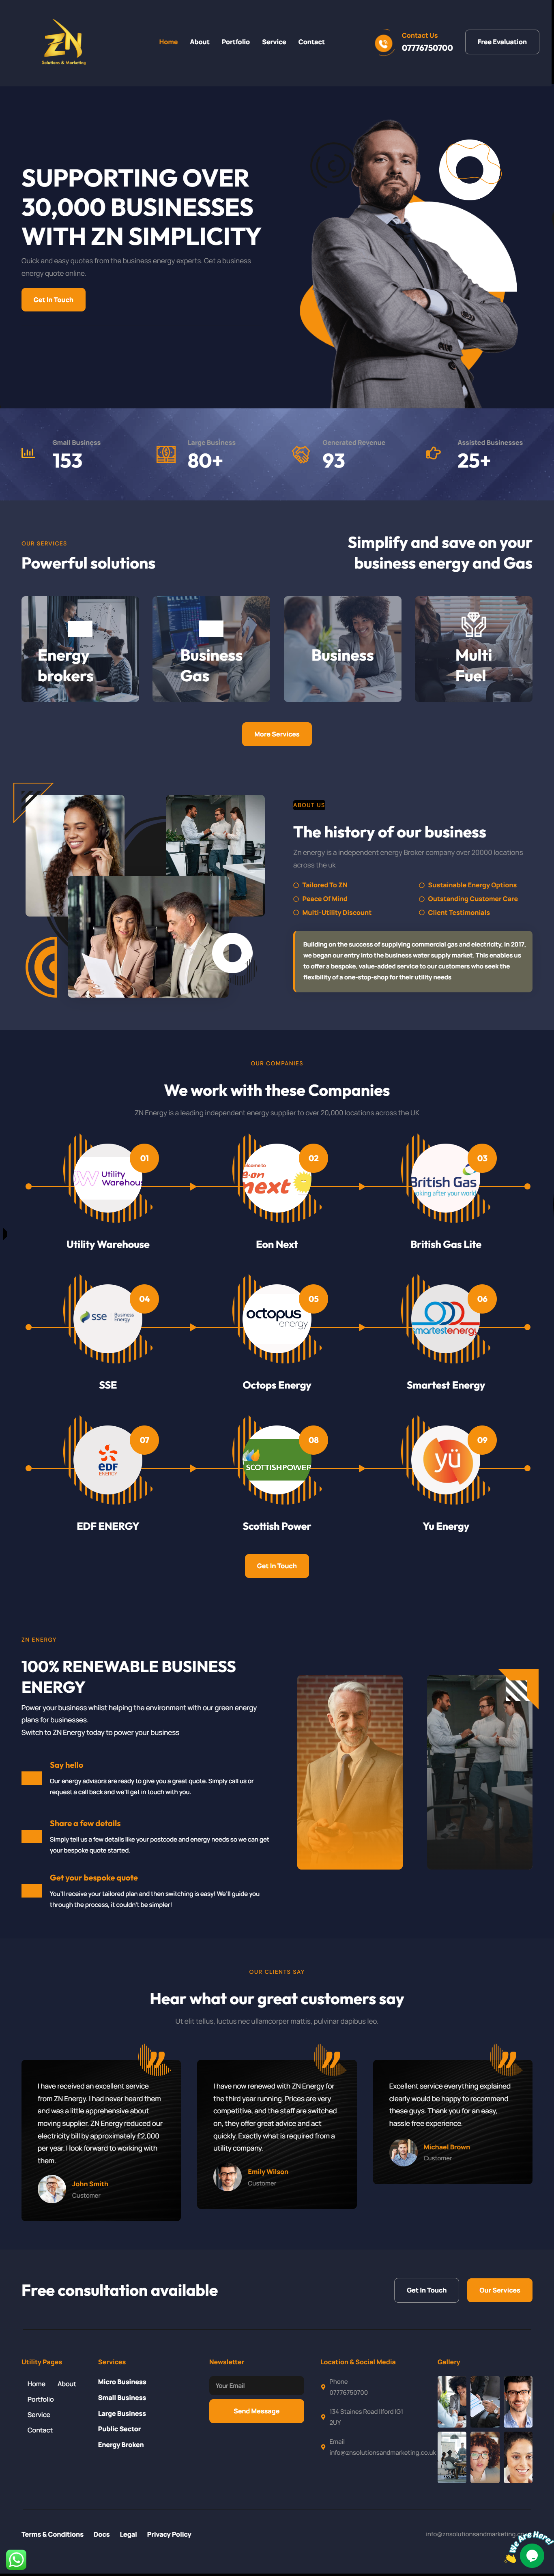 ZN
Solutions & Marketing
Home About Portfolio Service Contact
Contact Us
07776750700
Free Evaluation
SUPPORTING OVER
30,000 BUSINESSES
WITH ZN SIMPLICITY
Quick and easy quotes from the business energy experts. Get a business
energy quote online.
Get In Touch
Small Business
153
Large Business
80+
Generated Revenue
93
Assisted Businesses
25+
OUR SERVICES
Powerful solutions
Simplify and save on your
business energy and Gas
Energy
brokers
Business
Gas
Business
Multi
Fuel
More Services
ABOUT US
The history of our business
Zn energy is a independent energy Broker company over 20000 locations
across the uk
Tailored To ZN
Peace Of Mind
Multi-Utility Discount
Sustainable Energy Options
Outstanding Customer Care
Client Testimonials
Building on the success of supplying commercial gas and electricity, in 2017,
we began our entry into the business water supply market. This enables us
to offer a bespoke, value-added service to our customers who seek the
flexibility of a one-stop-shop for their utility needs
OUR COMPANIES
We work with these Companies
ZN Energy is a leading independent energy supplier to over 20,000 locations across the UK
01
Utility
Warehous
Utility Warehouse
02
elcome to
e·on
next
Eon Next
03
British Gas
aking after your world
British Gas Lite
04
sse Business
Energy
SSE
05
octopus
energy
Octops Energy
06
martestenergy
Smartest Energy
07
EDF
ENERGY
EDF ENERGY
08
SCOTTISHPOWER
Scottish Power
09
yü
Yu Energy
Get In Touch
ZN ENERGY
100% RENEWABLE BUSINESS
ENERGY
Power your business whilst helping the environment with our green energy
plans for businesses.
Switch to ZN Energy today to power your business
Say hello
Our energy advisors are ready to give you a great quote. Simply call us or
request a call back and we'll get in touch with you.
Share a few details
Simply tell us a few details like your postcode and energy needs so we can get
your bespoke quote started.
Get your bespoke quote
You'll receive your tailored plan and then switching is easy! We'll guide you
through the process, it couldn't be simpler!
OUR CLIENTS SAY
Hear what our great customers say
Ut elit tellus, luctus nec ullamcorper mattis, pulvinar dapibus leo.
I have received an excellent service
from ZN Energy. I had never heard them
and was a little apprehensive about
moving supplier. ZN Energy reduced our
electricity bill by approximately £2,000
per year. I look forward to working with
them.
John Smith
Customer
I have now renewed with ZN Energy for
the third year running. Prices are very
competitive, and if the staff are switched
on, they offer great advice and act
quickly. Exactly what is required from a
utility company.
Emily Wilson
Customer
Excellent service everything explained
clearly would be happy to recommend
these guys. Thank you for an easy,
hassle free experience.
Michael Brown
Customer
Free consultation available
Get In Touch
Our Services
Utility Pages
Home About
Portfolio
Service
Contact
Services
Micro Business
Small Business
Large Business
Public Sector
Energy Broken
Newsletter
Your Email
Send Message
Location & Social Media
Phone
07776750700
134 Staines Road Ilford IG1
2UY
Email
info@znsolutionsandmarketing.co.uk
Gallery
Terms & Conditions Docs Legal Privacy Policy
info@znsolutionsandmarketing
We Are Here!